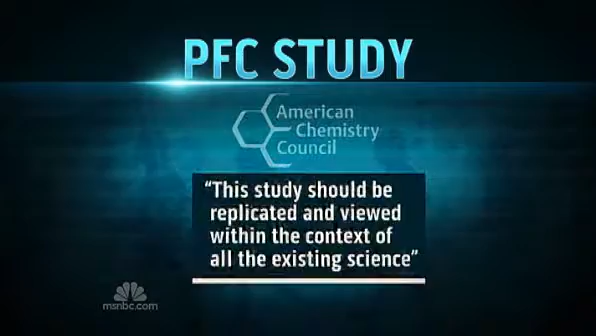 PFC STUDY
American
Chemistry
Council
“This study should be
replicated and viewed
within the context of
all the existing science”
msnbc.com